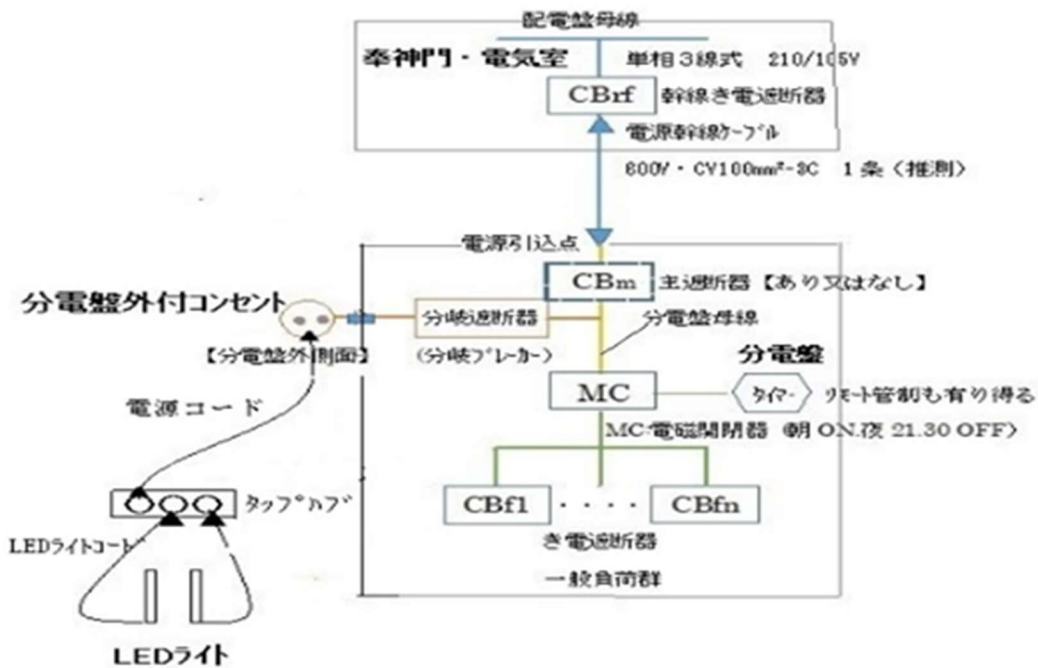 配電盤母線
奉神門・電気室
単相3線式 210/105V
CBrf
幹線き電遮断器
電源幹線ケーブル
600V・CV100mm²-3C 1条〈推測〉
電源引込点
CBm
主遮断器【あり又はなし】
分電盤外付コンセント
分岐遮断器
分電盤母線
【分電盤外側面】
(分岐ブレーカー)
分電盤
MC
タイマー
リモート管制も有り得る
電源コード
MC:電磁開閉器 (朝 ON.夜 21.30 OFF)
CBf1
・・・・
CBfn
タップハブ
LEDライトコード
き電遮断器
一般負荷群
LEDライト